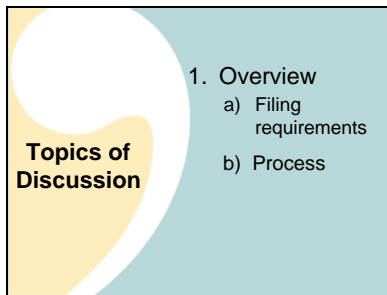 Topics of
Discussion
1. Overview
a) Filing
requirements
b) Process